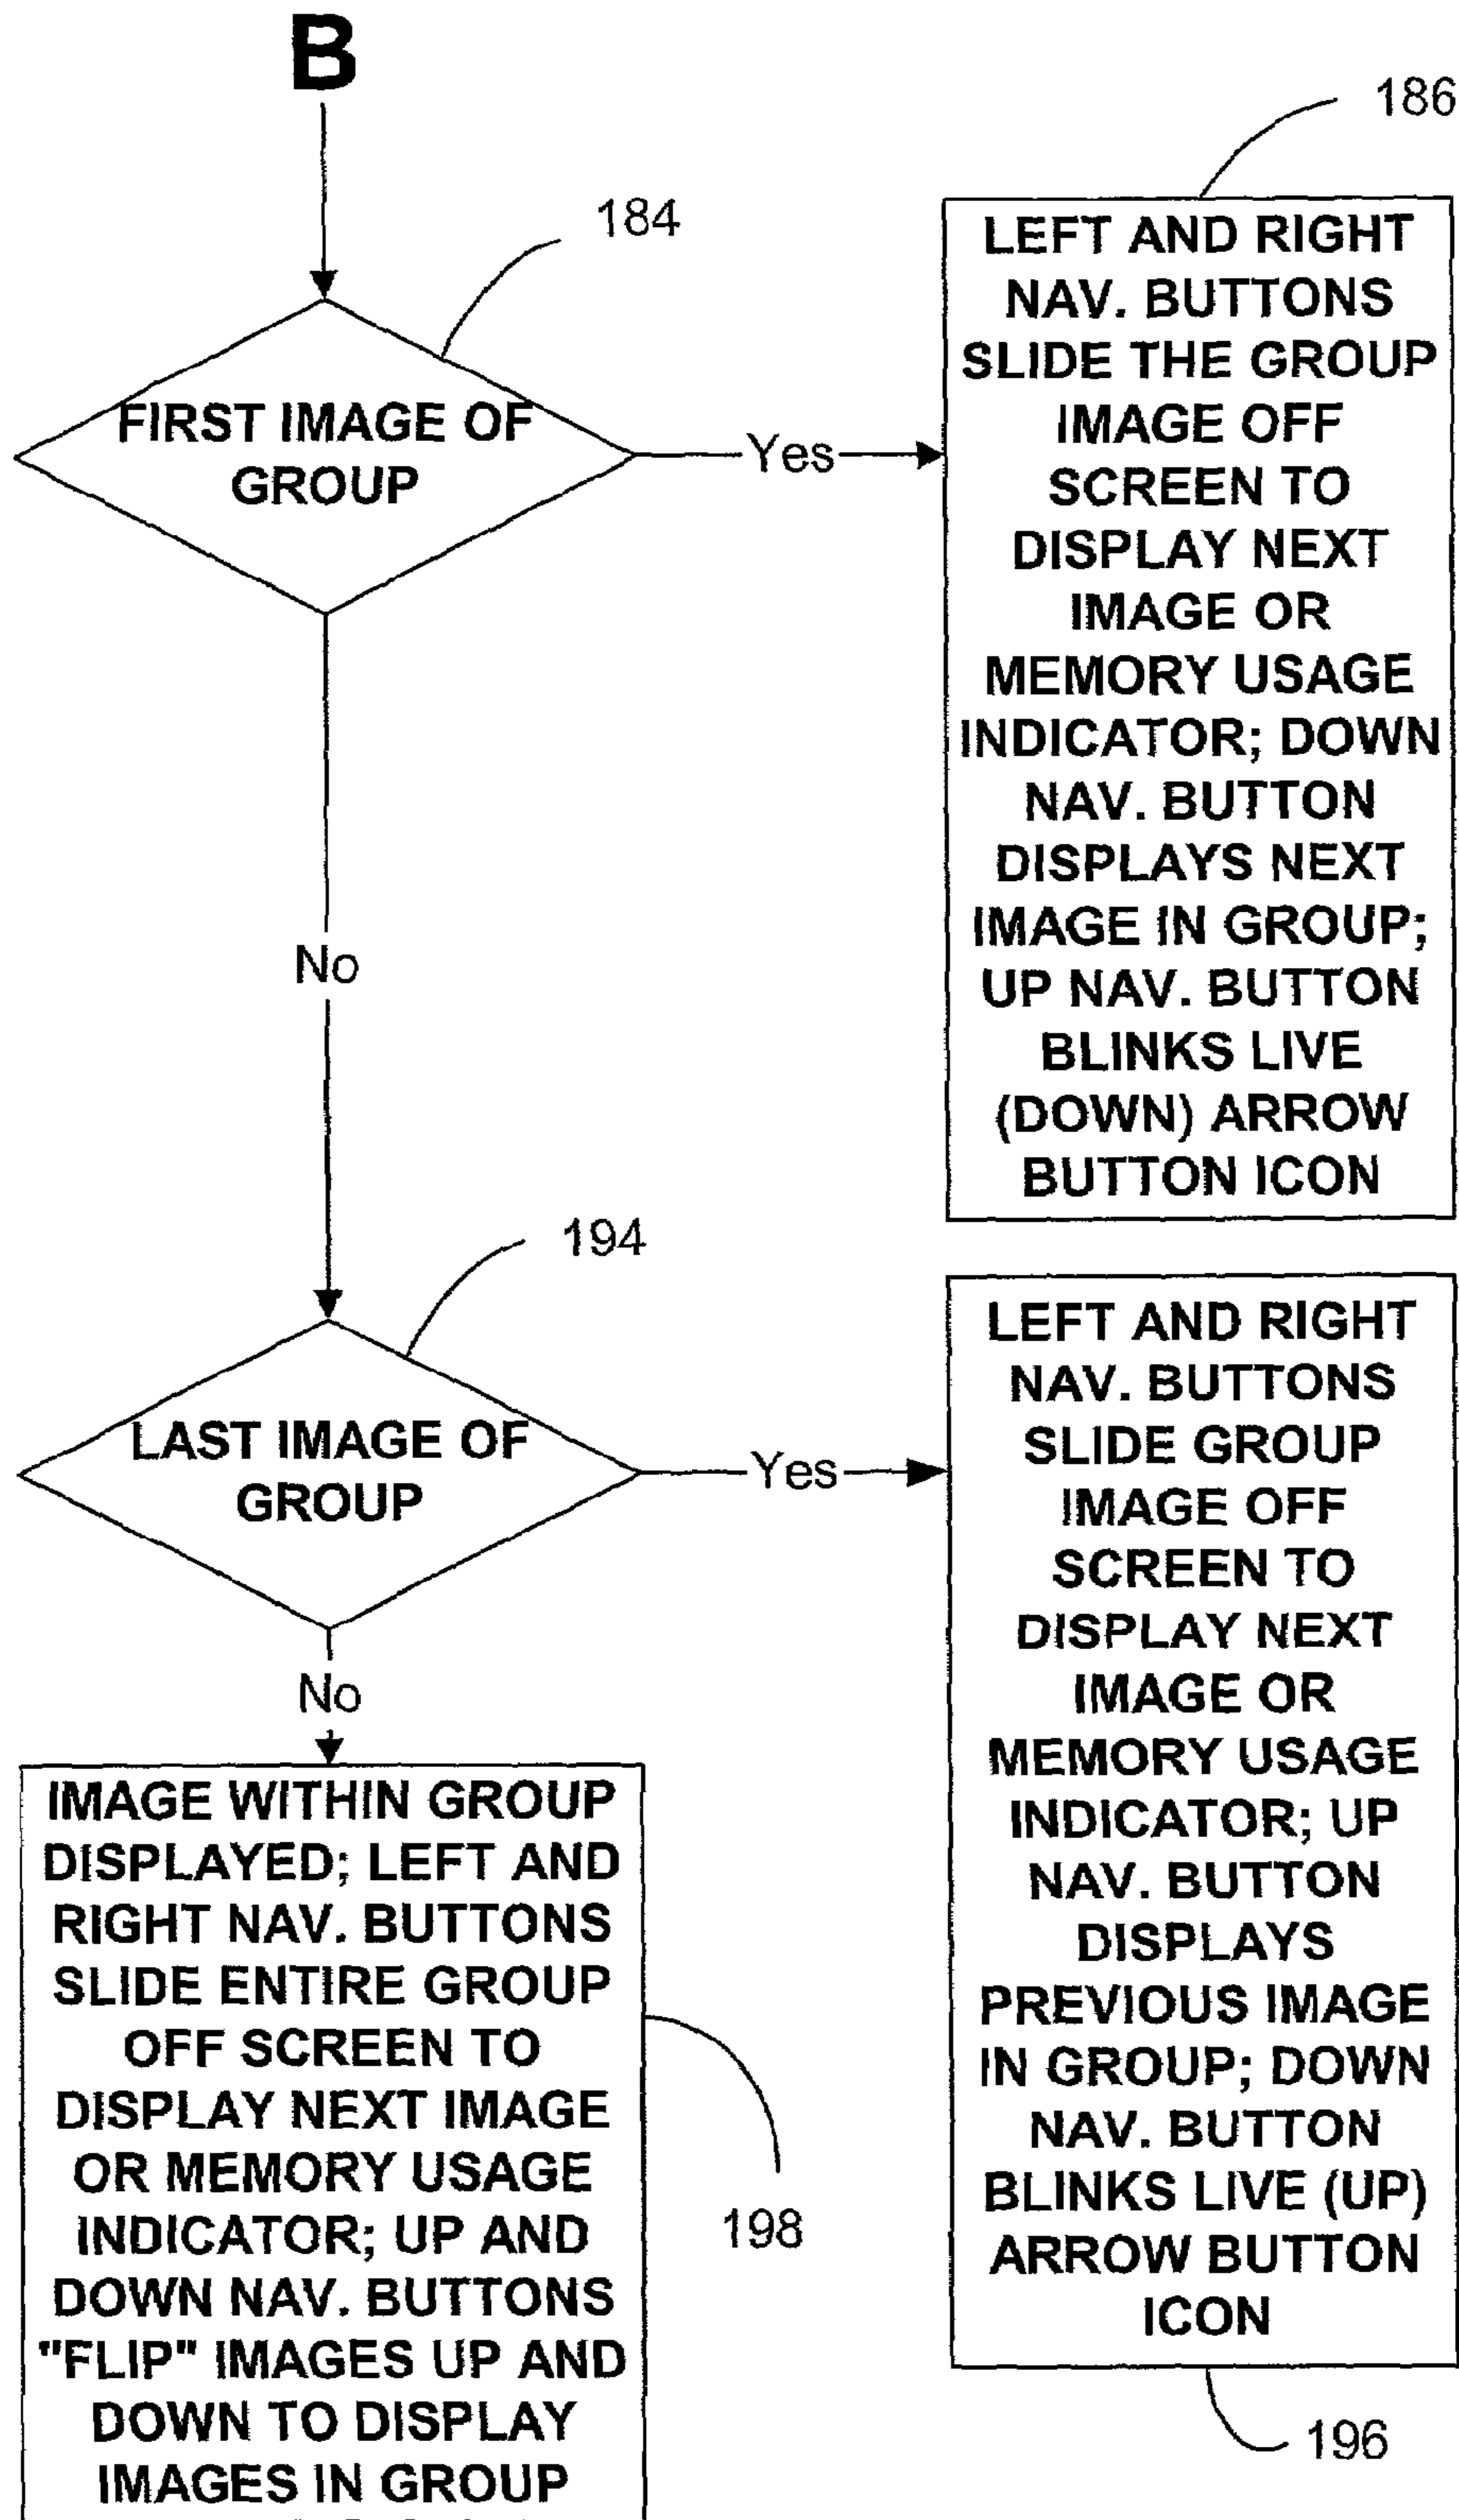 B
184
FIRST IMAGE OF
GROUP
Yes
186
LEFT AND RIGHT
NAV. BUTTONS
SLIDE THE GROUP
IMAGE OFF
SCREEN TO
DISPLAY NEXT
IMAGE OR
MEMORY USAGE
INDICATOR; DOWN
NAV. BUTTON
DISPLAYS NEXT
IMAGE IN GROUP;
UP NAV. BUTTON
BLINKS LIVE
(DOWN) ARROW
BUTTON ICON
No
194
LAST IMAGE OF
GROUP
Yes
LEFT AND RIGHT
NAV. BUTTONS
SLIDE GROUP
IMAGE OFF
SCREEN TO
DISPLAY NEXT
IMAGE OR
MEMORY USAGE
INDICATOR; UP
NAV. BUTTON
DISPLAYS
PREVIOUS IMAGE
IN GROUP; DOWN
NAV. BUTTON
BLINKS LIVE (UP)
ARROW BUTTON
ICON
196
No
IMAGE WITHIN GROUP
DISPLAYED; LEFT AND
RIGHT NAV. BUTTONS
SLIDE ENTIRE GROUP
OFF SCREEN TO
DISPLAY NEXT IMAGE
OR MEMORY USAGE
INDICATOR; UP AND
DOWN NAV. BUTTONS
"FLIP" IMAGES UP AND
DOWN TO DISPLAY
IMAGES IN GROUP
198